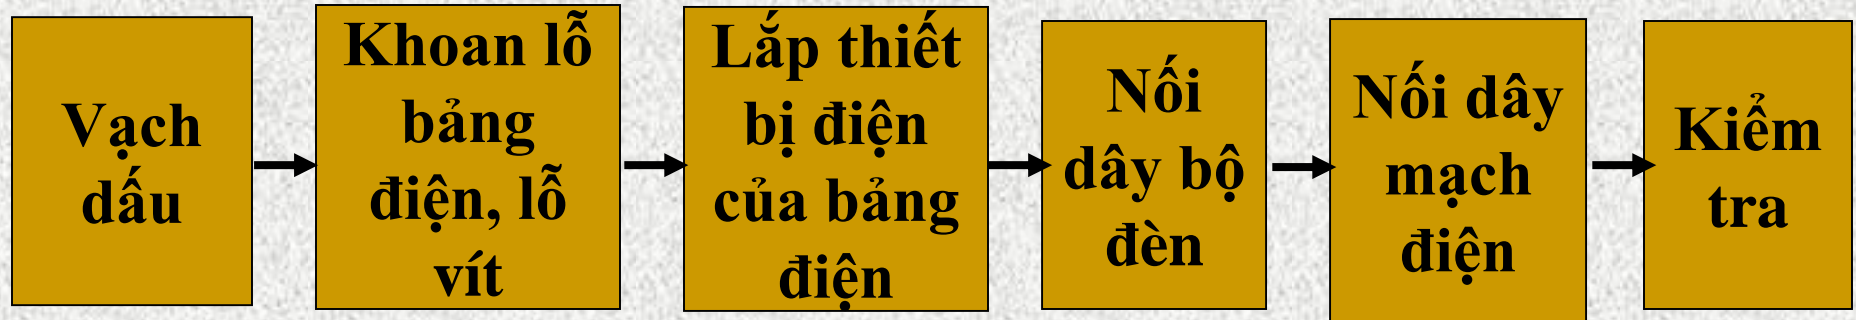 Vạch
dấu
Khoan lỗ
bảng
điện, lỗ
vít
Lắp thiết
bị điện
của bảng
điện
Nối
dây bộ
đèn
Nối dây
mạch
điện
Kiểm
tra